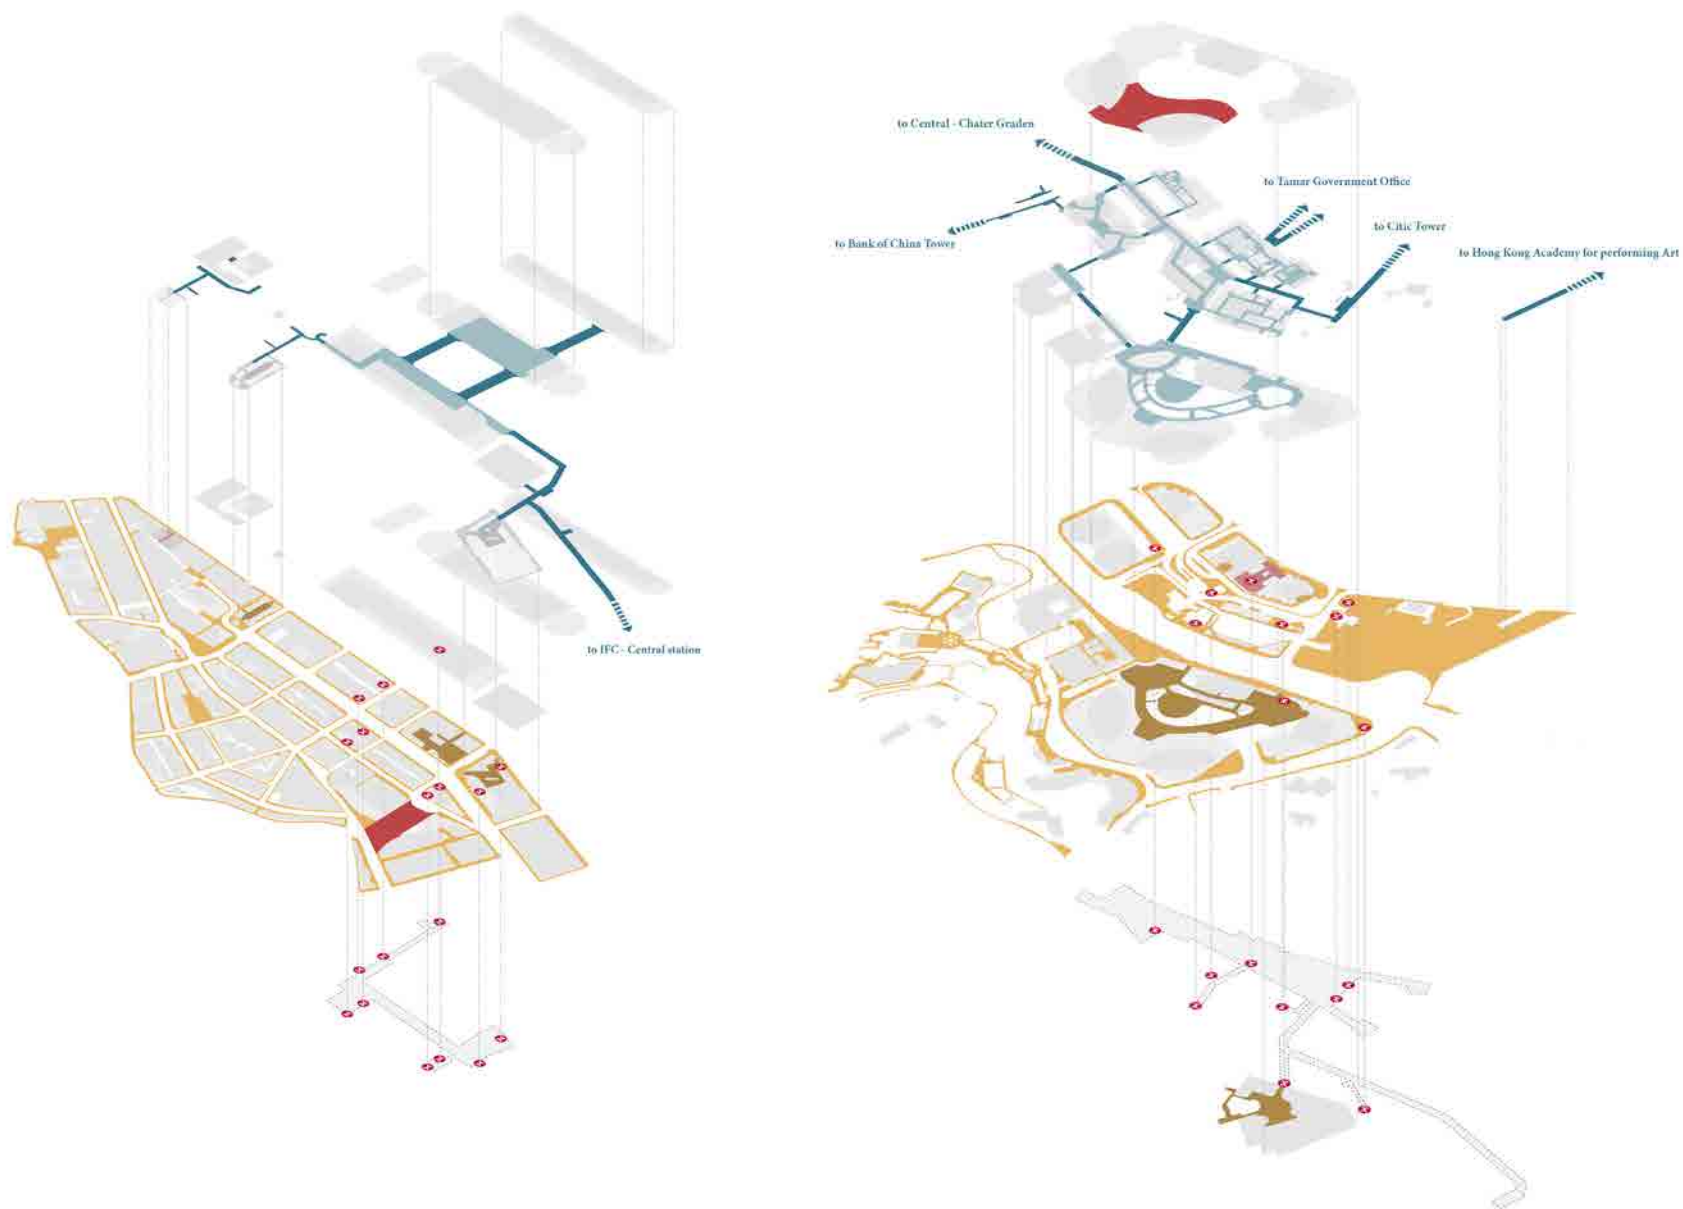 to Central - Chater Graden
to Tamar Government Office
to Citic Tower
to Bank of China Tower
to Hong Kong Academy for performing Art
to IFC - Central station